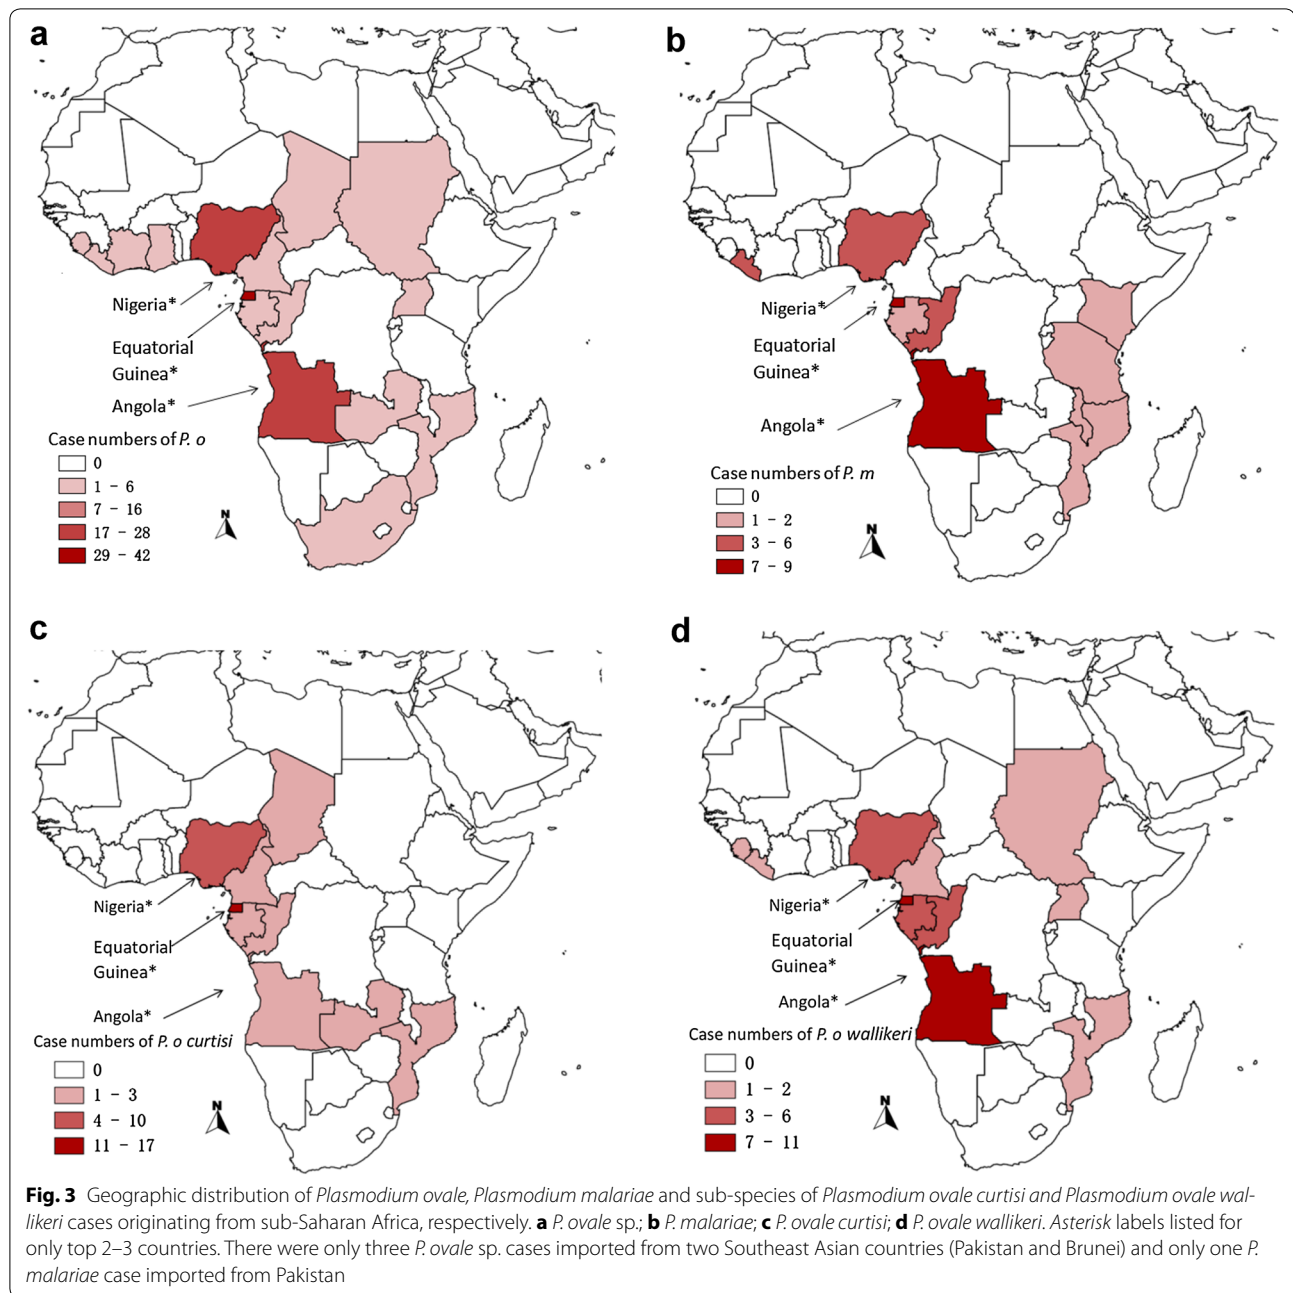 a
Nigeria*
Equatorial
Guinea*
Angola*
Case numbers of P. o
0
1 – 6
7 – 16
17 – 28
29 – 42
N
b
Nigeria*
Equatorial
Guinea*
Angola*
Case numbers of P. m
0
1 – 2
3 – 6
7 – 9
N
c
Nigeria*
Equatorial
Guinea*
Angola*
Case numbers of P. o curtisi
0
1 – 3
4 – 10
11 – 17
N
d
Nigeria*
Equatorial
Guinea*
Angola*
Case numbers of P. o wallikeri
0
1 – 2
3 – 6
7 – 11
N
Fig. 3 Geographic distribution of Plasmodium ovale, Plasmodium malariae and sub-species of Plasmodium ovale curtisi and Plasmodium ovale wal-
likeri cases originating from sub-Saharan Africa, respectively. a P. ovale sp.; b P. malariae; c P. ovale curtisi; d P. ovale wallikeri. Asterisk labels listed for
only top 2–3 countries. There were only three P. ovale sp. cases imported from two Southeast Asian countries (Pakistan and Brunei) and only one P.
malariae case imported from Pakistan